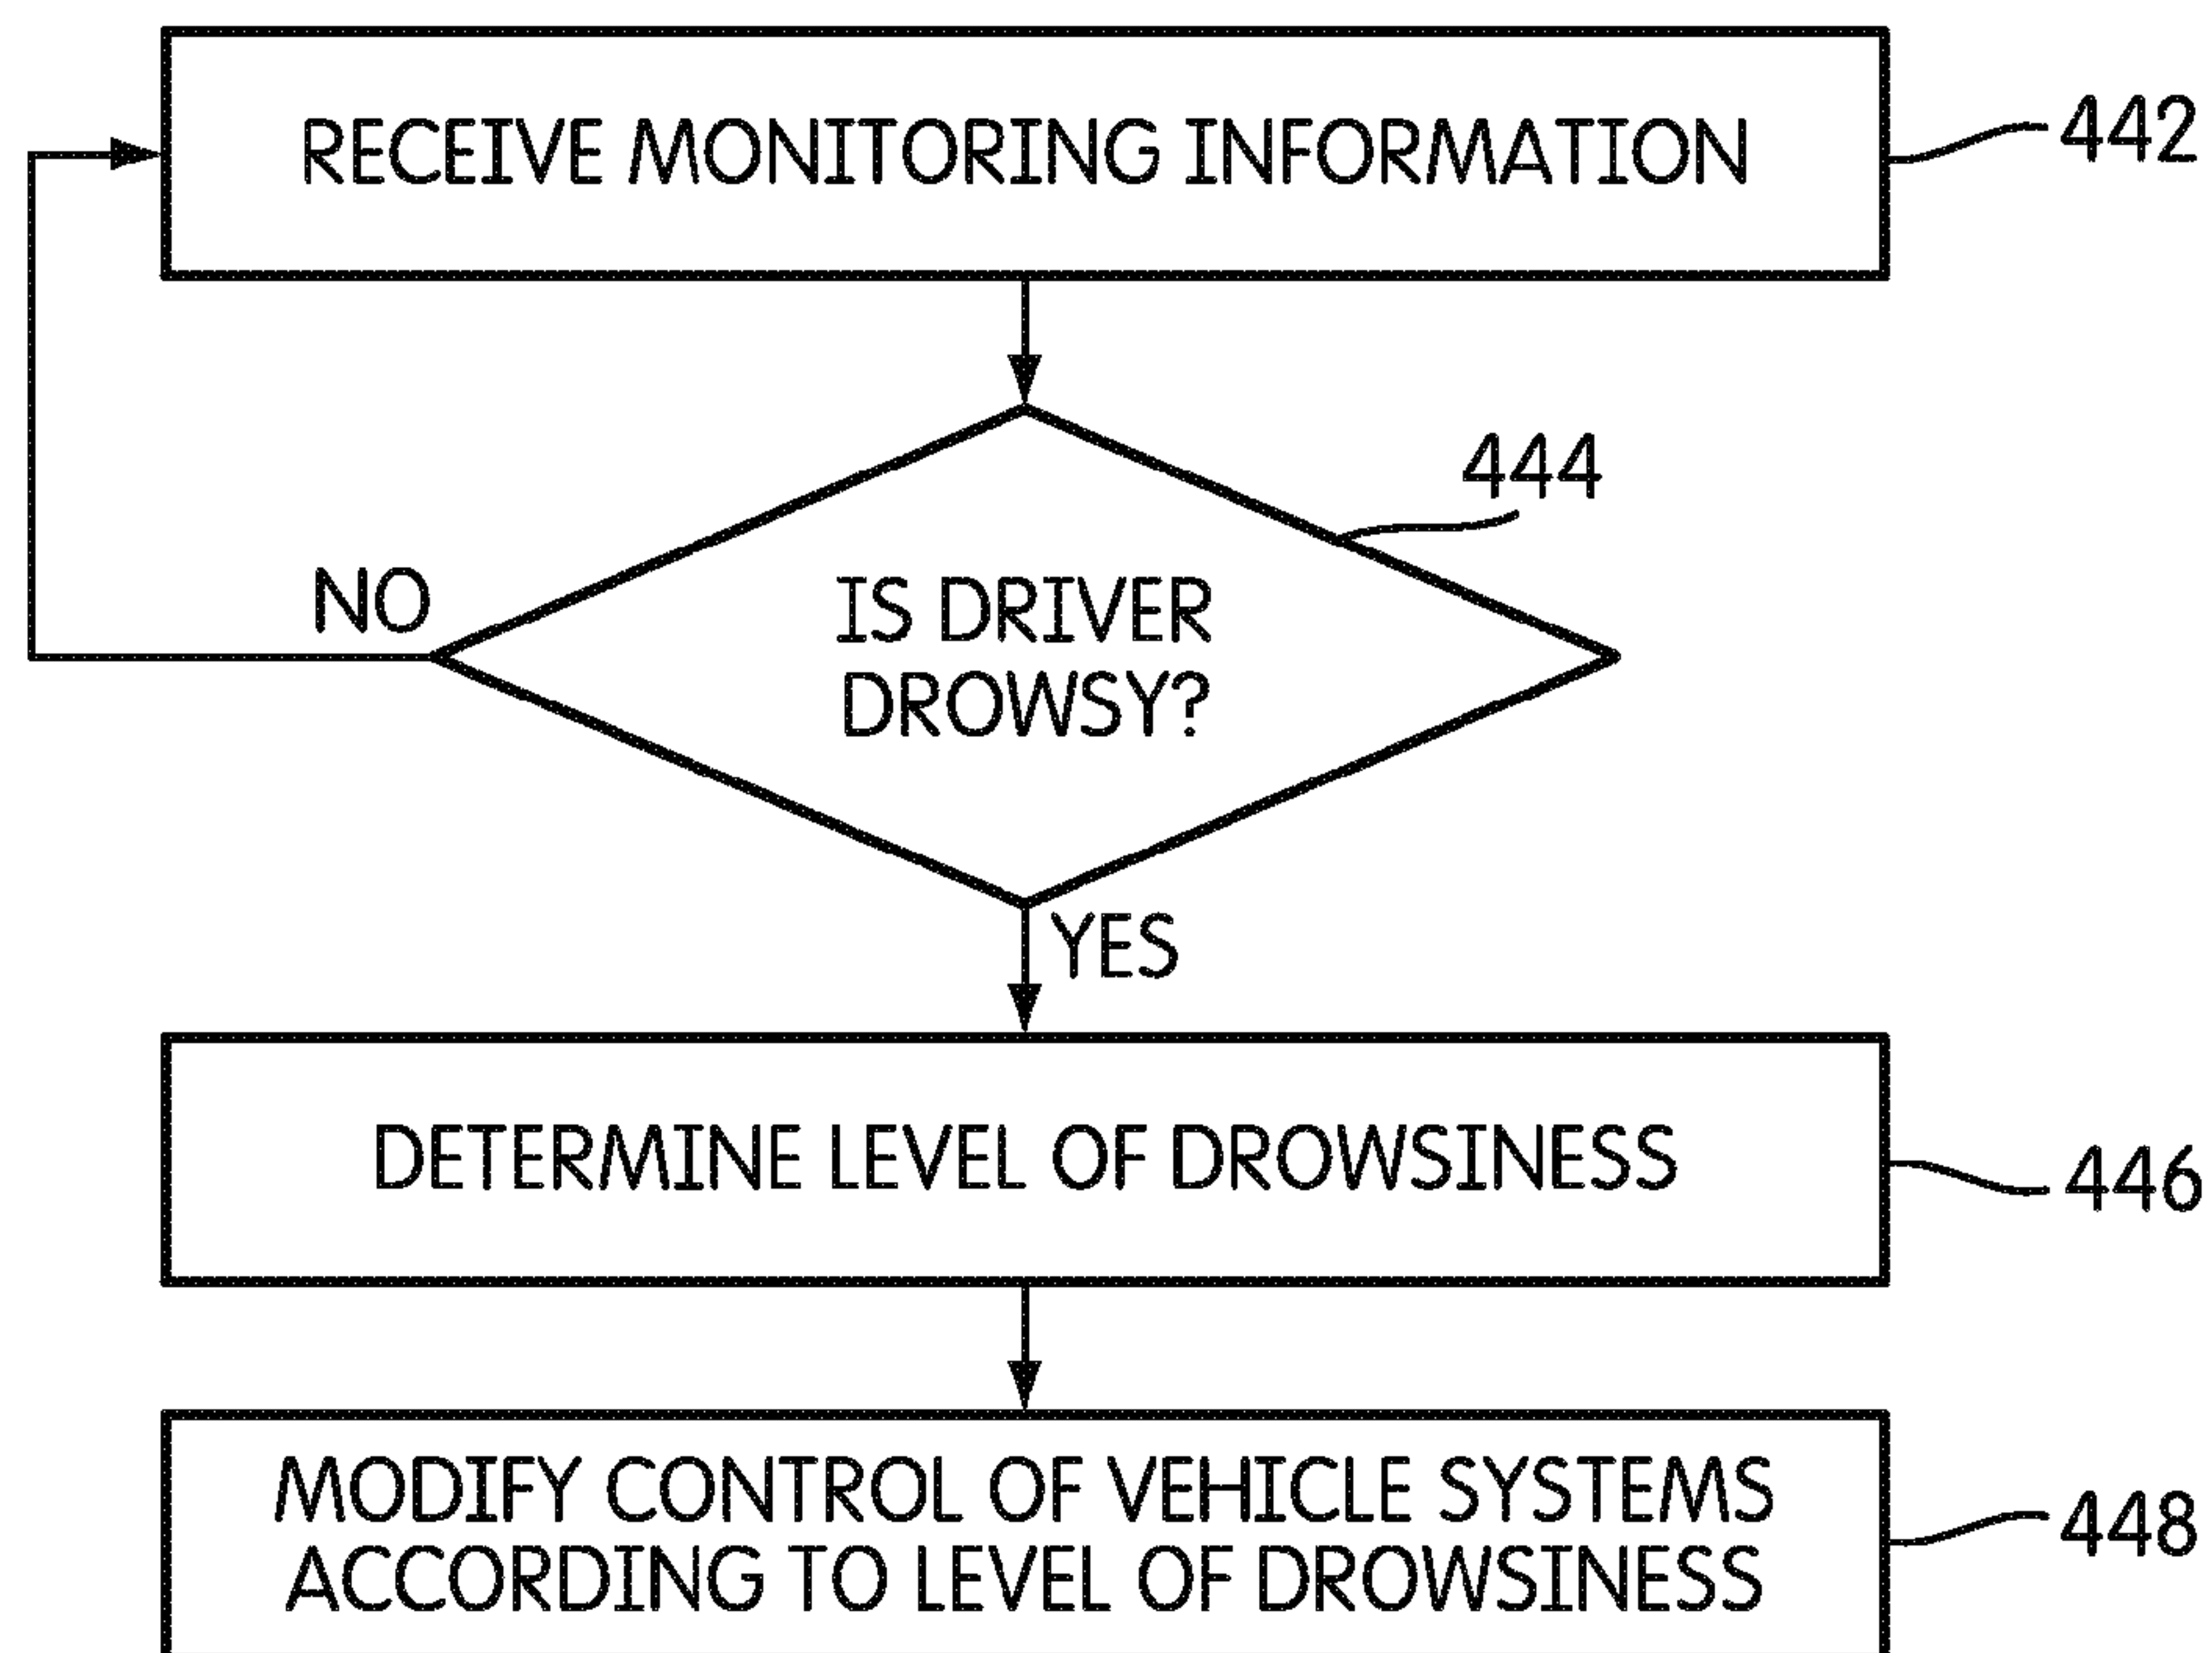 RECEIVE MONITORING INFORMATION
442
444
IS DRIVER
DROWSY?
NO
YES
DETERMINE LEVEL OF DROWSINESS
446
MODIFY CONTROL OF VEHICLE SYSTEMS
ACCORDING TO LEVEL OF DROWSINESS
448